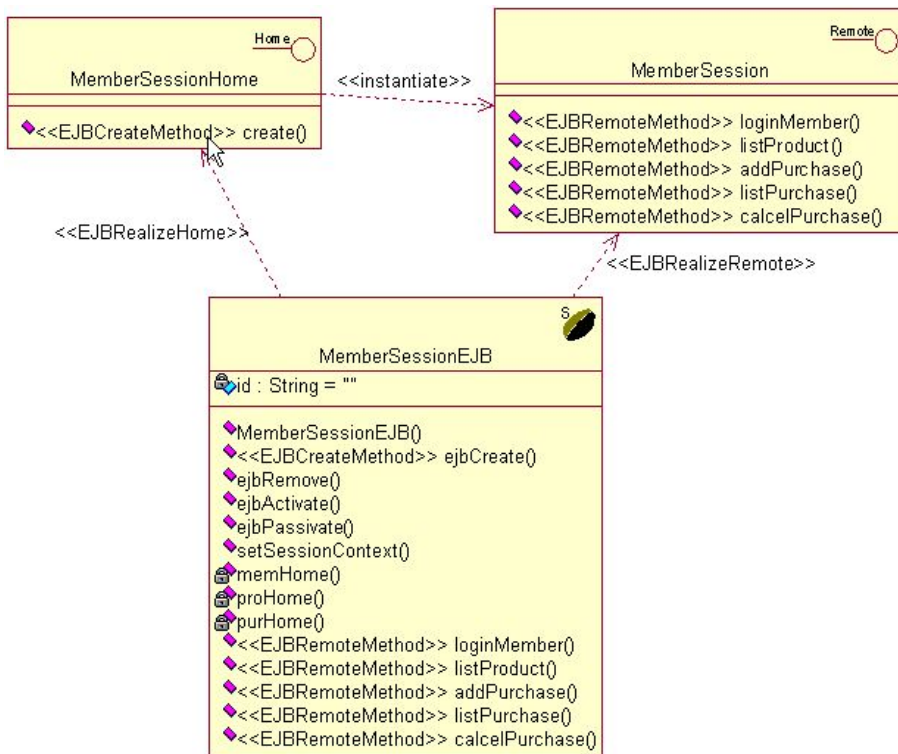 Home
MemberSessionHome
<<EJBCreateMethod>> create()
<<instantiate>>
Remote
MemberSession
<<EJBRemoteMethod>> loginMember()
<<EJBRemoteMethod>> listProduct()
<<EJBRemoteMethod>> addPurchase()
<<EJBRemoteMethod>> listPurchase()
<<EJBRemoteMethod>> calcelPurchase()
<<EJBRealizeHome>>
<<EJBRealizeRemote>>
S
MemberSessionEJB
id : String = ""
MemberSessionEJB()
<<EJBCreateMethod>> ejbCreate()
ejbRemove()
ejbActivate()
ejbPassivate()
setSessionContext()
memHome()
proHome()
purHome()
<<EJBRemoteMethod>> loginMember()
<<EJBRemoteMethod>> listProduct()
<<EJBRemoteMethod>> addPurchase()
<<EJBRemoteMethod>> listPurchase()
<<EJBRemoteMethod>> calcelPurchase()